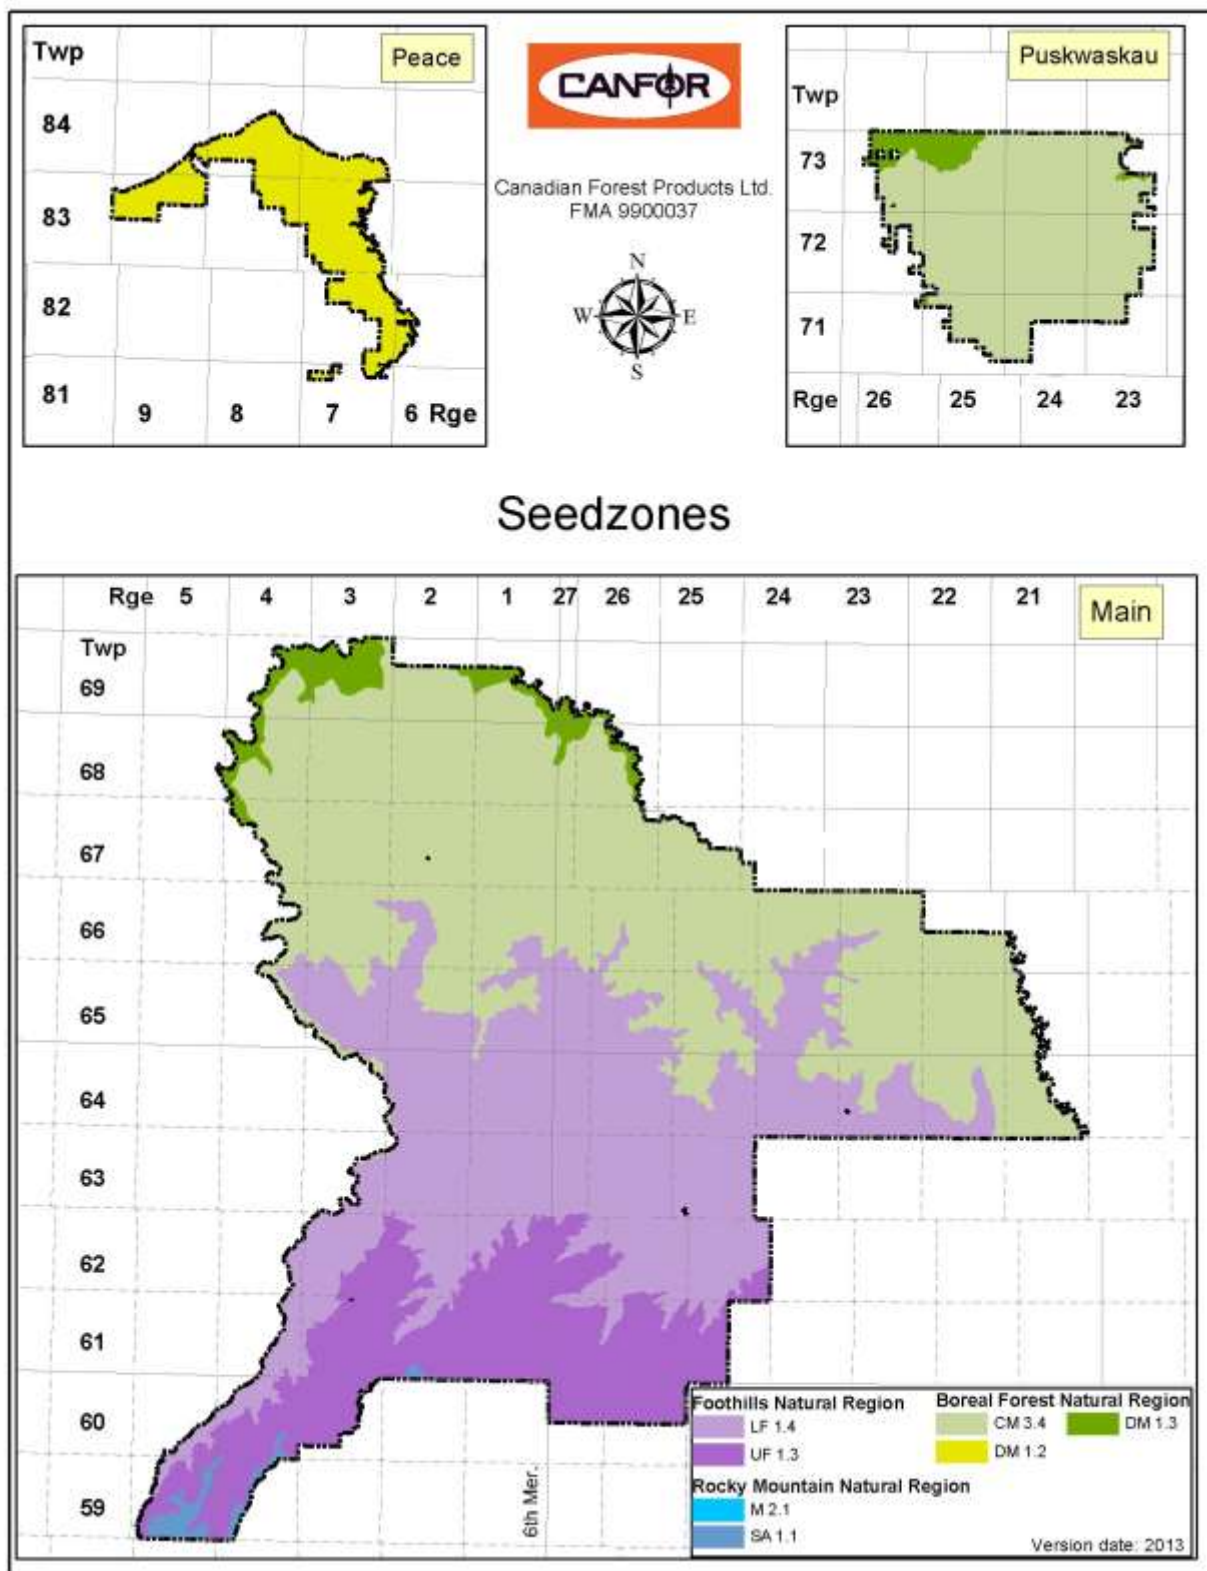 Twp
Peace
84
83
82
81
9 8 7 6 Rge
CANFOR
Canadian Forest Products Ltd.
FMA 9900037
N
W E
S
Puskwaskau
Twp
73
72
71
Rge 26 25 24 23
Seedzones
Rge 5 4 3 2 1 27 26 25 24 23 22 21
Main
Twp
69
68
67
66
65
64
63
62
61
60
59
6th Mer.
Foothills Natural Region
LF 1.4
UF 1.3
Rocky Mountain Natural Region
M 2.1
SA 1.1
Boreal Forest Natural Region
CM 3.4 DM 1.3
DM 1.2
Version date: 2013